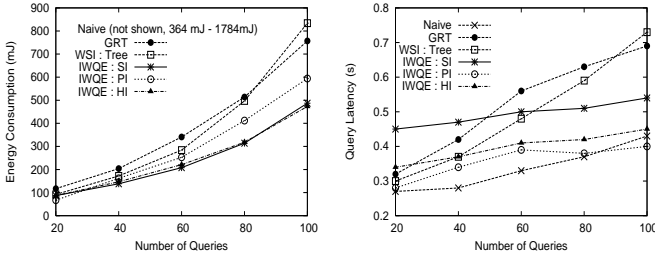 Energy Consumption (mJ)
900
800
700
600
500
400
300
200
100
0
Naive (not shown, 364 mJ - 1784mJ)
GRT
WSI : Tree
IWQE : SI
IWQE : PI
IWQE : HI
20 40 60 80 100
Number of Queries
Query Latency (s)
0.8
0.7
0.6
0.5
0.4
0.3
0.2
Naive
GRT
WSI : Tree
IWQE : SI
IWQE : PI
IWQE : HI
20 40 60 80 100
Number of Queries